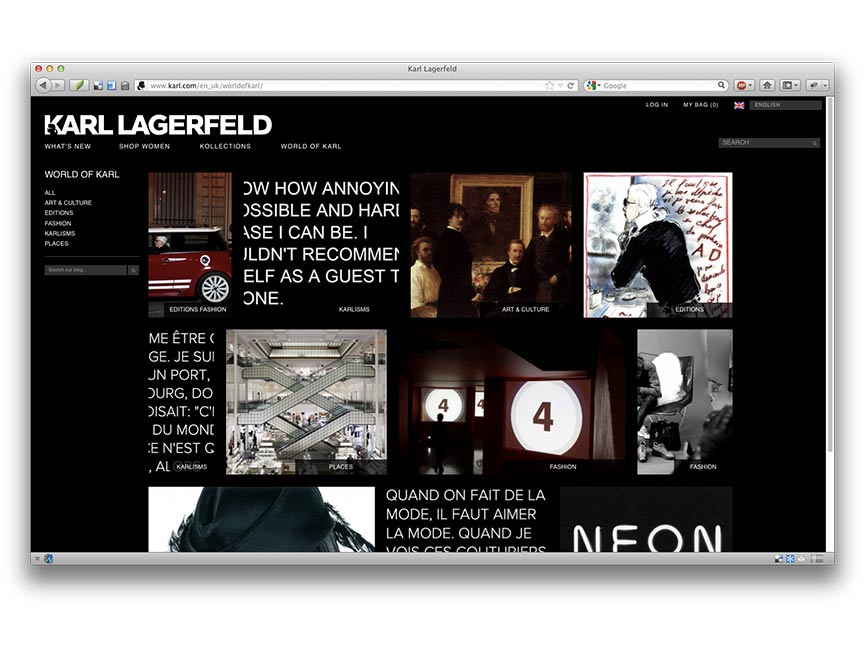 Karl Lagerfeld
www.karl.com/en_uk/worldofkarl/
Google
LOG IN
MY BAG (0)
ENGLISH
KARL LAGERFELD
WHAT'S NEW
SHOP WOMEN
KOLLECTIONS
WORLD OF KARL
SEARCH
WORLD OF KARL
ALL
ART & CULTURE
EDITIONS
FASHION
KARLISMS
PLACES
Search our blog...
EDITIONS FASHION
OW HOW ANNOYIN
OSSIBLE AND HARD
ASE I CAN BE. I
ULDN'T RECOMMEN
ELF AS A GUEST T
ONE.
KARLISMS
ART & CULTURE
A.D
EDITIONS
ME ÊTRE C
GE. JE SUI
UN PORT,
OURG, DO
DISAIT: "C'E
DU MOND
CE N'EST Q
, AL
KARLISMS
PLACES
4
4
4
FASHION
FASHION
QUAND ON FAIT DE LA
MODE, IL FAUT AIMER
LA MODE. QUAND JE
VOIS CES COUTURIERS
NEON